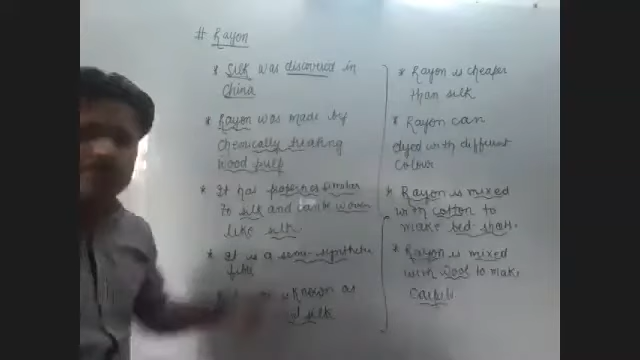 # Rayon
* Silk was discovered in
China
* Rayon was made by
chemically treating
wood pulp
* It has properties similar
to silk and can be woven
like silk.
* It is a semi-synthetic
fibre
known as
silk
* Rayon is cheaper
than silk
* Rayon can
dyed with different
colour
* Rayon is mixed
with cotton to
make bed sheets.
* Rayon is mixed
with wool to make